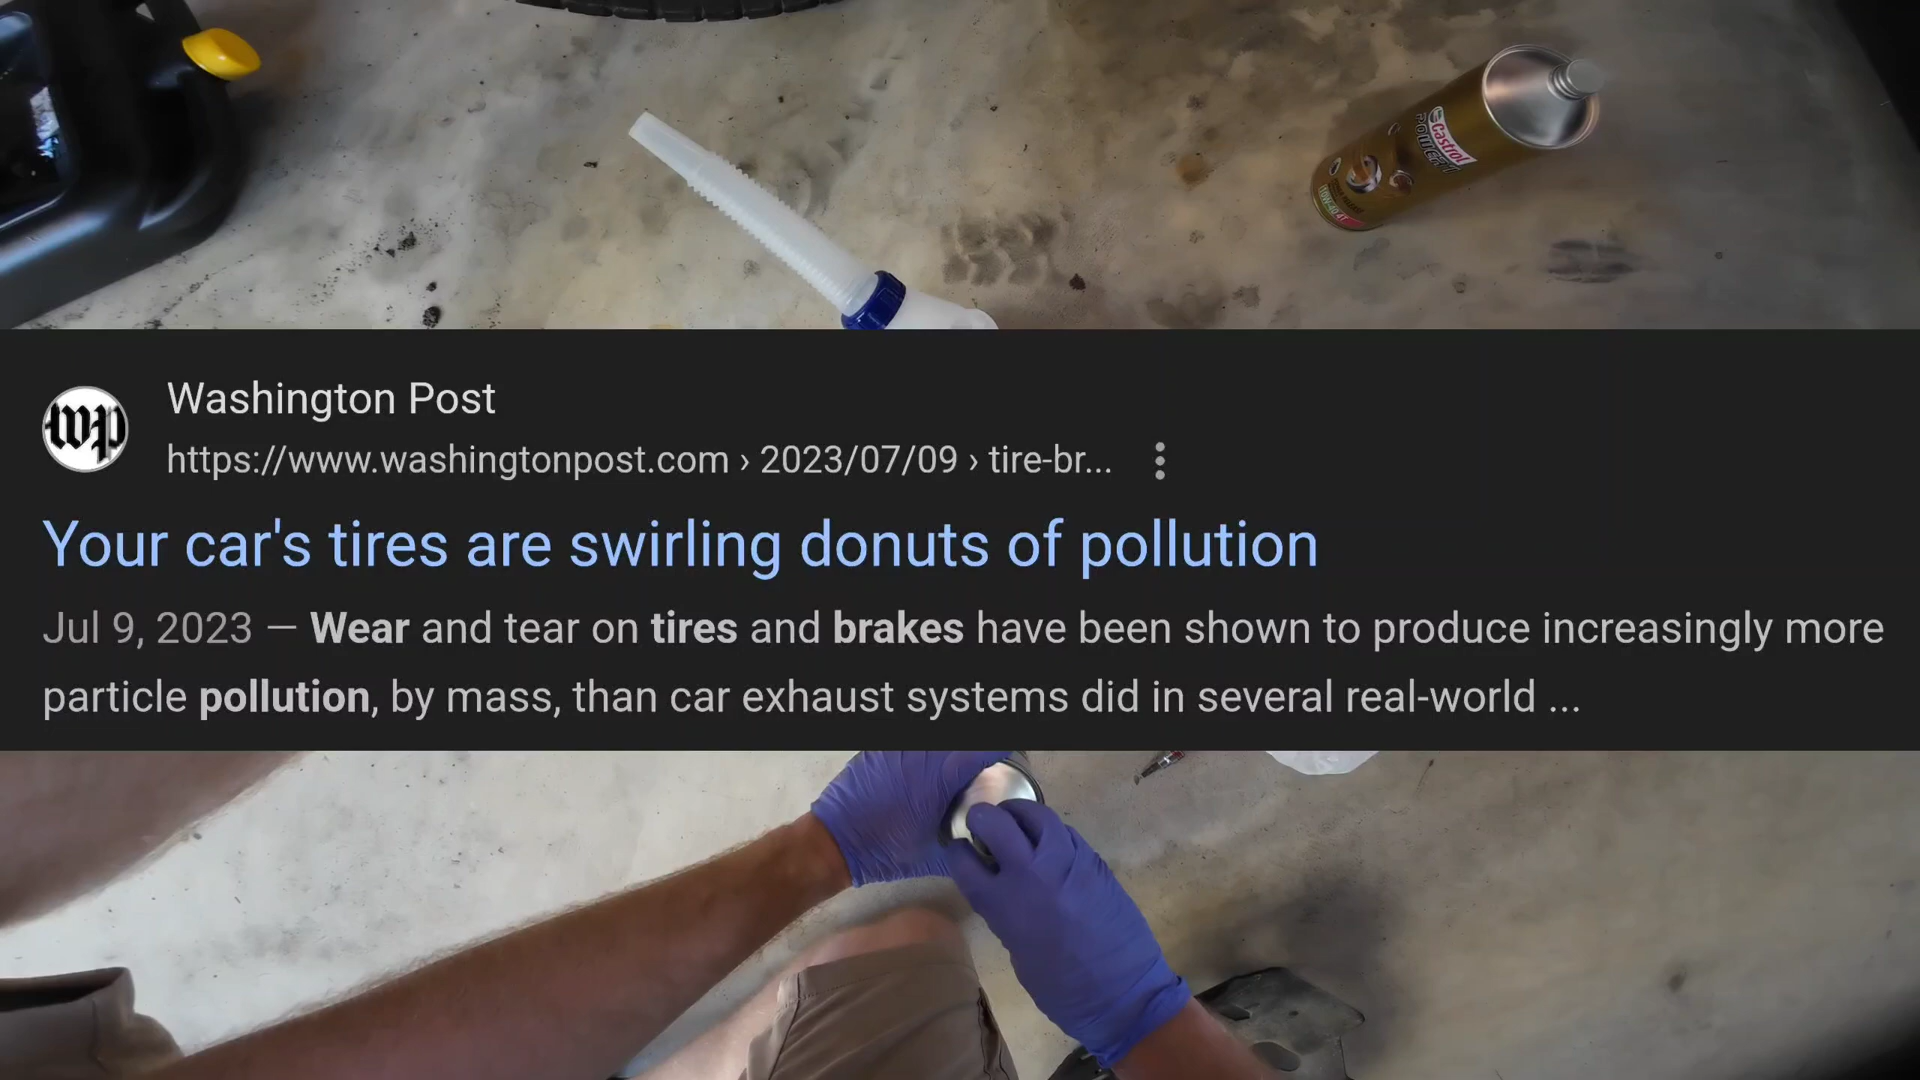 Castrol
POWER1
Washington Post
https://www.washingtonpost.com › 2023/07/09 › tire-br...
Your car's tires are swirling donuts of pollution
Jul 9, 2023 — Wear and tear on tires and brakes have been shown to produce increasingly more
particle pollution, by mass, than car exhaust systems did in several real-world ...